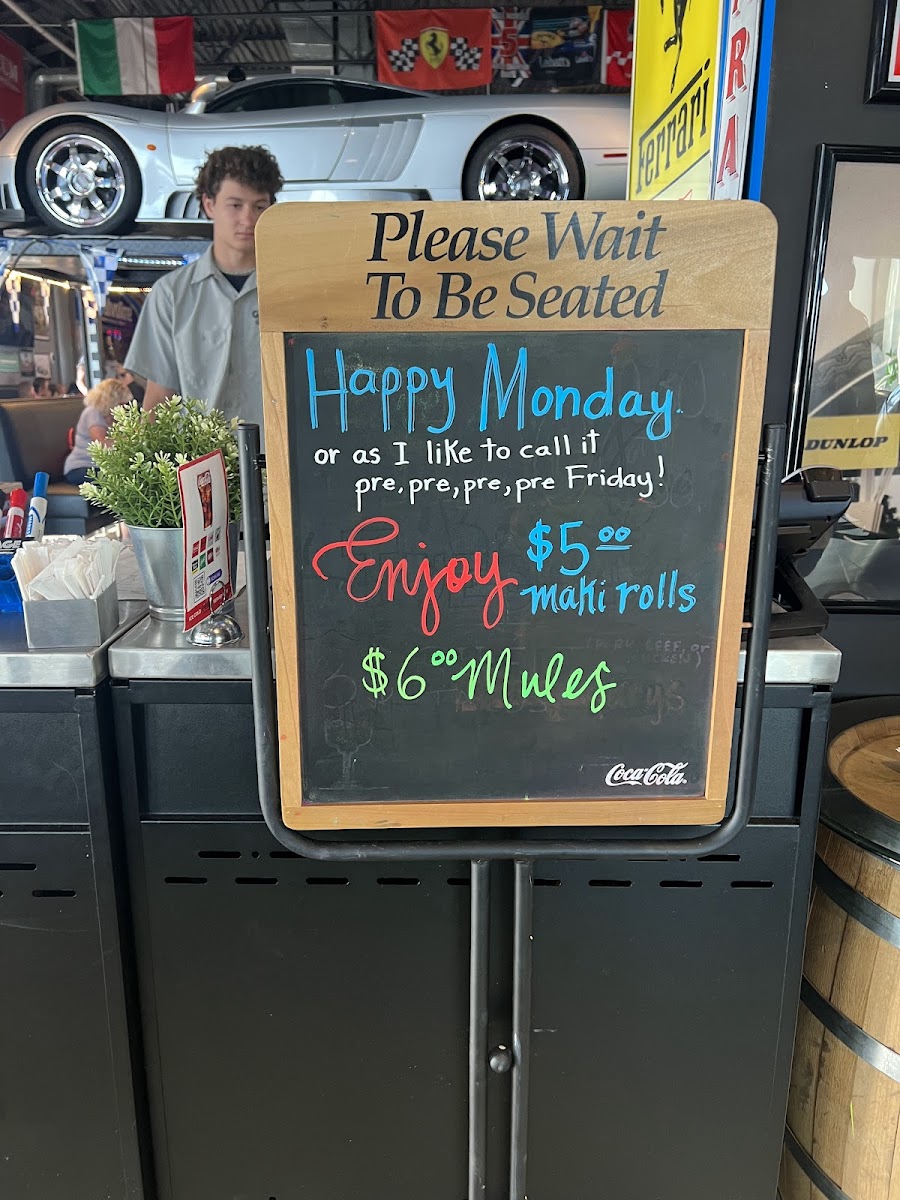 Ferrari
Please Wait
To Be Seated
Happy Monday.
or as I like to call it
pre, pre, pre, pre Friday!
Enjoy $5.00
maki rolls
$6.00 Mules
Coca-Cola
DUNLOP